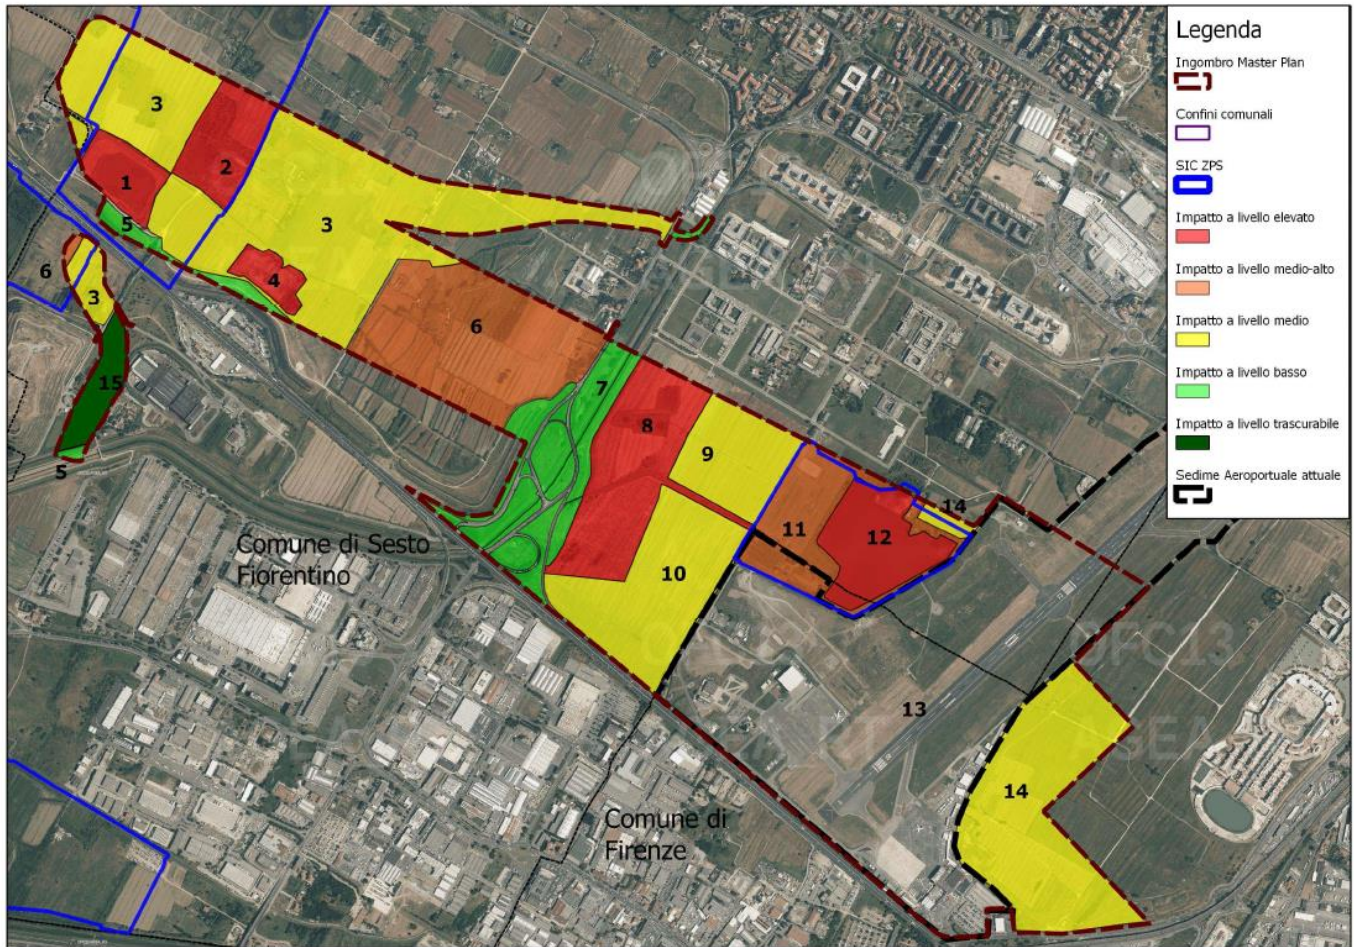 Legenda
Ingombro Master Plan
Confini comunali
SIC ZPS
Impatto a livello elevato
Impatto a livello medio-alto
Impatto a livello medio
Impatto a livello basso
Impatto a livello trascurabile
Sedime Aeroportuale attuale
3
2
1
5
3
4
6
3
6
15
5
7
8
9
14
11
12
10
Comune di Sesto
Fiorentino
OFC13
13
AGEA
14
Comune di
Firenze